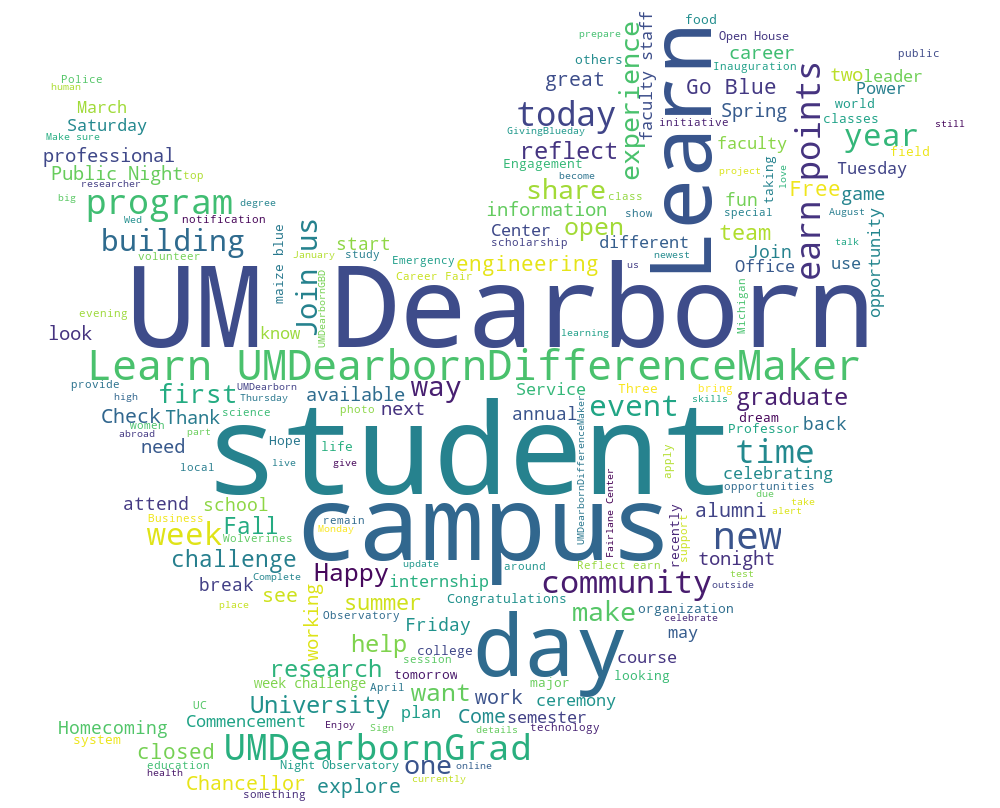 food
prepare
Open House
Learn
experience
faculty staff
others
career
public
Inauguration
Police
human
great
Go Blue
two
leader
Power
March
today
Spring
world
points
earn points
Saturday
initiative
classes
year
still
Make sure
GivingBlueday
professional
reflect
faculty
field
Public Night
top
Engagement
project
taking
love
Tuesday
researcher
become
share
class
fun
Free
game
big
program
degree
information
show
special
August
opportunity
Wed
notification
Center
open
team
building
maize blue
Join us
start
scholarship
different
newest
Join
talk
volunteer
January
study
Emergency
engineering
us
Office
use
Career Fair
UM Dearborn
UMDearbornGBD
Michigan
evening
look
know
learning
Learn UMDearbornDifferenceMaker
provide
first
UMDearborn
available
way
Service
Three
bring
graduate
high
Thursday
event
skills
Check
Thank
science
photo
next
annual
UMDearbornDifferenceMaker
dream
back
Women
abroad
part
student
Professor
need
Hope
life
time
local
live
give
apply
celebrating
opportunities
attend
school
campus
due
take
Business
Fall
remain
Fairlane Center
recently
support
alumni
alert
week
Wolverines
Monday
new
challenge
update
around
Reflect earn
tonight
break
Complete
Happy
internship
community
test
outside
place
see
working
summer
Congratulations
make
organization
Observatory
celebrate
Friday
day
may
help
college
session
course
research
tomorrow
looking
week challenge
April
want
major
UC
University
plan
work
ceremony
Homecoming
Commencement
Enjoy
Sign
Come
semester
details
technology
system
closed
UMDearbornGrad
education
Night Observatory
one
online
health
Chancellor
explore
currently
something